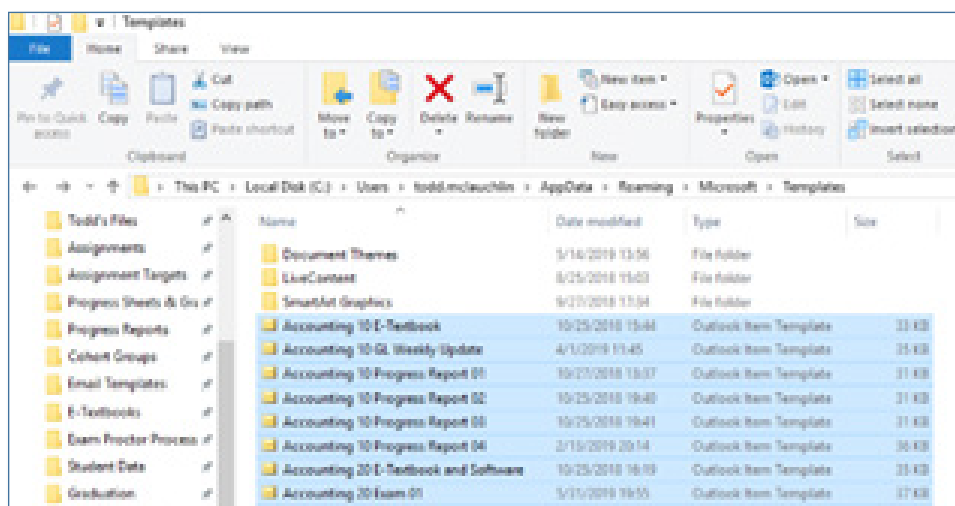 Templates
File Home Share View
Pin to Quick access Copy Paste Cut Copy path Paste shortcut Move to Copy to Delete Rename New folder New item Easy access Properties Open Edit History Select all Select none Invert selection
Clipboard Organize New Open Select
This PC Local Disk (C:) Users todd.mclauchlin AppData Roaming Microsoft Templates
Name Date modified Type Size
Todd's Files
Assignments
Assignment Targets
Progress Sheets & Gra
Progress Reports
Cohort Groups
Email Templates
E-Textbooks
Exam Proctor Process
Student Data
Graduation
Document Themes 5/14/2019 13:56 File folder
LiveContent 8/25/2018 15:03 File folder
SmartArt Graphics 9/27/2018 17:34 File folder
Accounting 10 E-Textbook 10/25/2018 15:44 Outlook Item Template 33 KB
Accounting 10 GL Weekly Update 4/1/2019 11:45 Outlook Item Template 35 KB
Accounting 10 Progress Report 01 10/27/2018 13:37 Outlook Item Template 31 KB
Accounting 10 Progress Report 02 10/25/2018 19:40 Outlook Item Template 31 KB
Accounting 10 Progress Report 03 10/25/2018 19:41 Outlook Item Template 31 KB
Accounting 10 Progress Report 04 2/15/2019 20:14 Outlook Item Template 36 KB
Accounting 20 E-Textbook and Software 10/25/2018 16:19 Outlook Item Template 35 KB
Accounting 20 Exam 01 5/31/2019 19:55 Outlook Item Template 37 KB